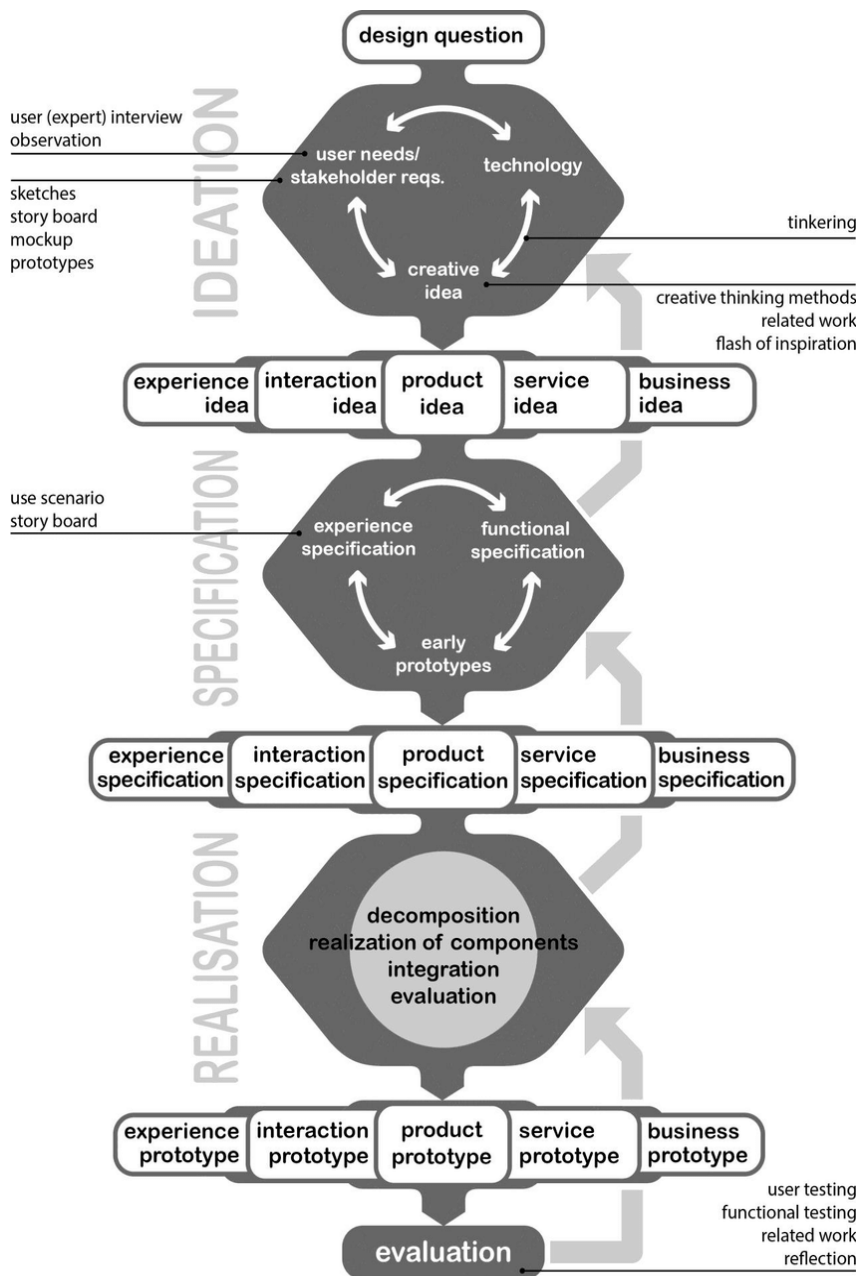 design question
IDEATION
user (expert) interview
observation
sketches
story board
mockup
prototypes
user needs/
stakeholder reqs.
technology
creative
idea
tinkering
creative thinking methods
related work
flash of inspiration
experience
idea
interaction
idea
product
idea
service
idea
business
idea
SPECIFICATION
use scenario
story board
experience
specification
functional
specification
early
prototypes
experience
specification
interaction
specification
product
specification
service
specification
business
specification
REALISATION
decomposition
realization of components
integration
evaluation
experience
prototype
interaction
prototype
product
prototype
service
prototype
business
prototype
evaluation
user testing
functional testing
related work
reflection